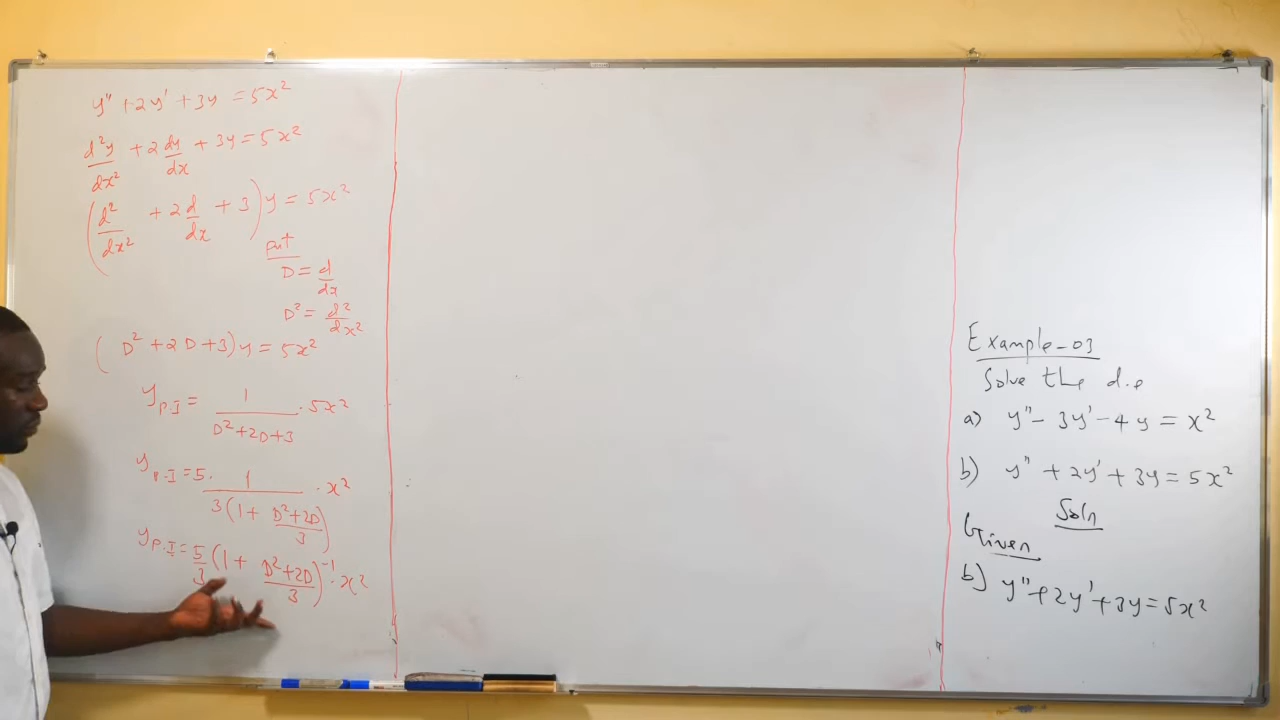 y'' + 2y' + 3y = 5x²
d²y/dx² + 2 dy/dx + 3y = 5x²
(d²/dx² + 2 d/dx + 3) y = 5x²
put
D = d/dx
D² = d²/dx²
(D² + 2D + 3) y = 5x²
y_P.I = 1/(D² + 2D + 3) · 5x²
y_P.I = 5 · 1/(3(1 + (D² + 2D)/3)) · x²
y_P.I = 5/3 (1 + (D² + 2D)/3)⁻¹ · x²
Example-03
Solve the d.e
a) y'' - 3y' - 4y = x²
b) y'' + 2y' + 3y = 5x²
Soln
Given
b) y'' + 2y' + 3y = 5x²